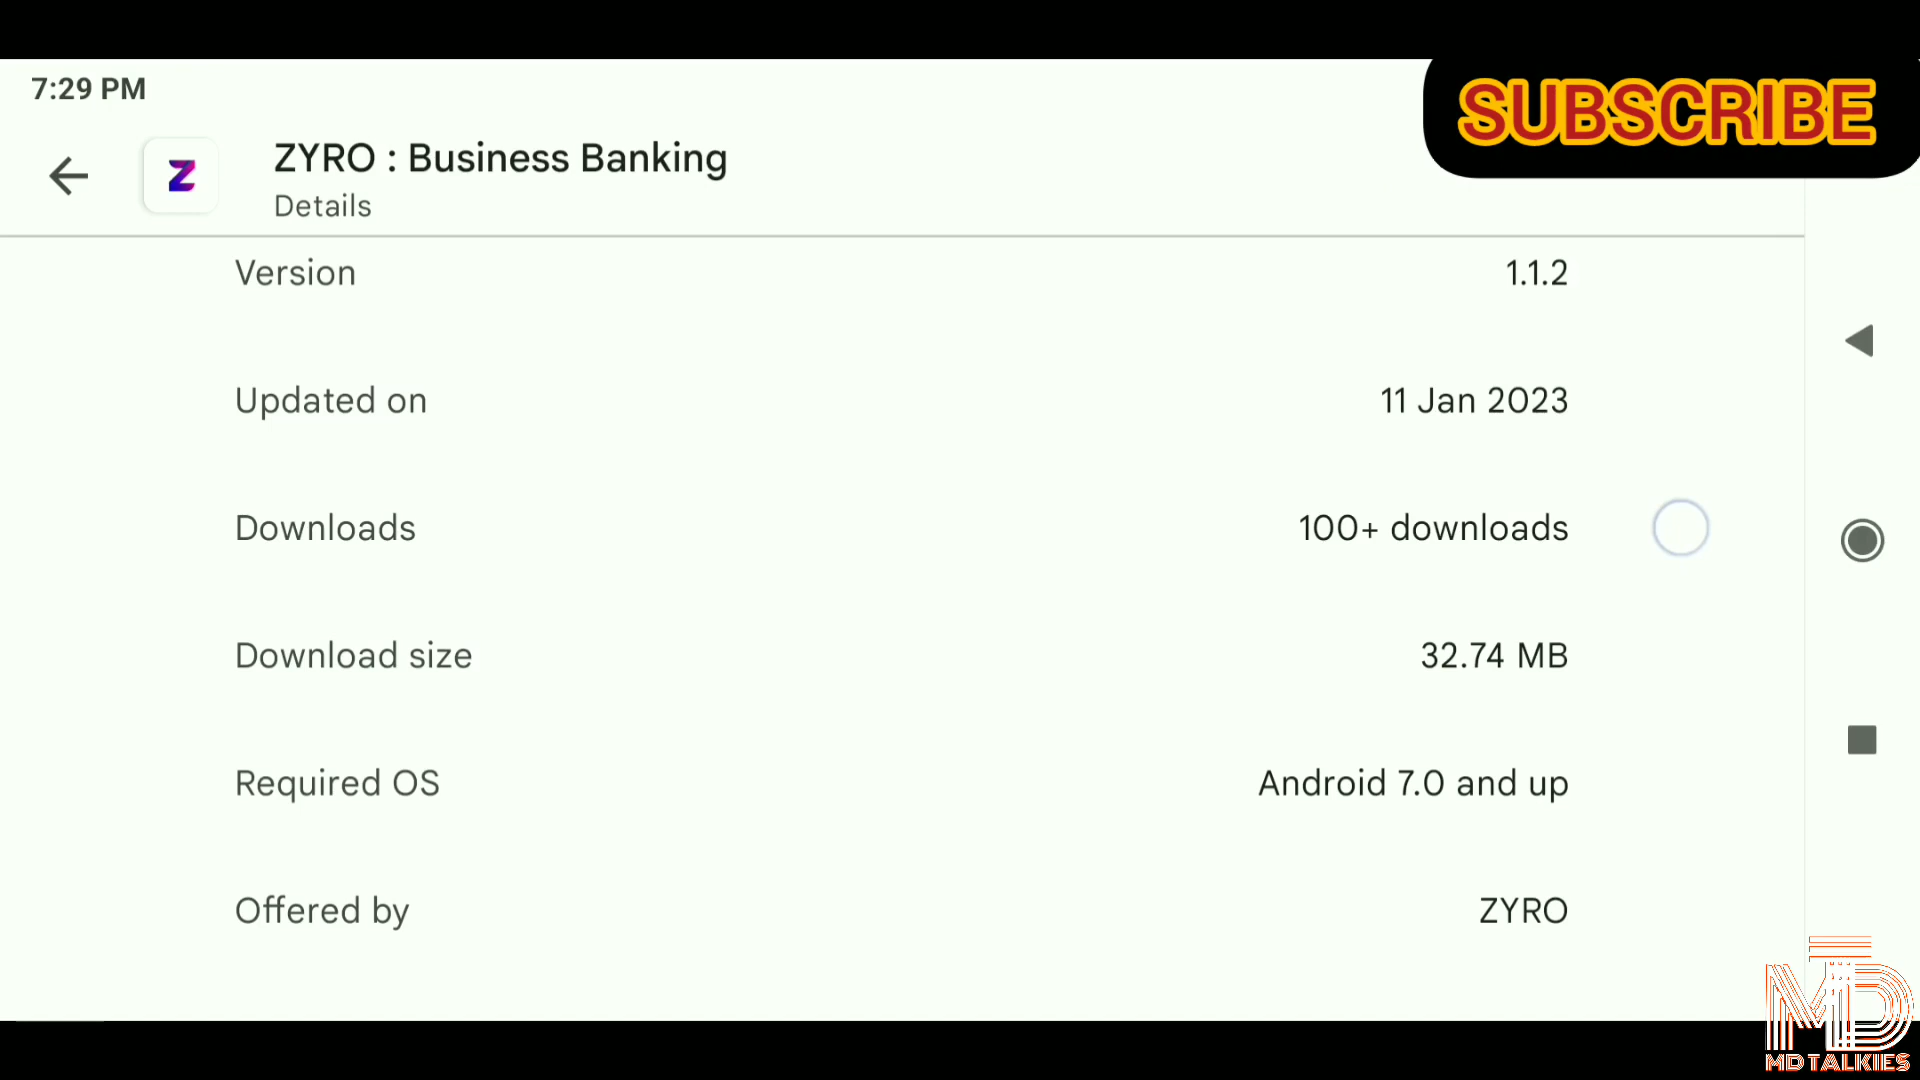 7:29 PM
SUBSCRIBE
ZYRO : Business Banking
Details
Version 1.1.2
Updated on 11 Jan 2023
Downloads 100+ downloads
Download size 32.74 MB
Required OS Android 7.0 and up
Offered by ZYRO
MD
MD TALKIES